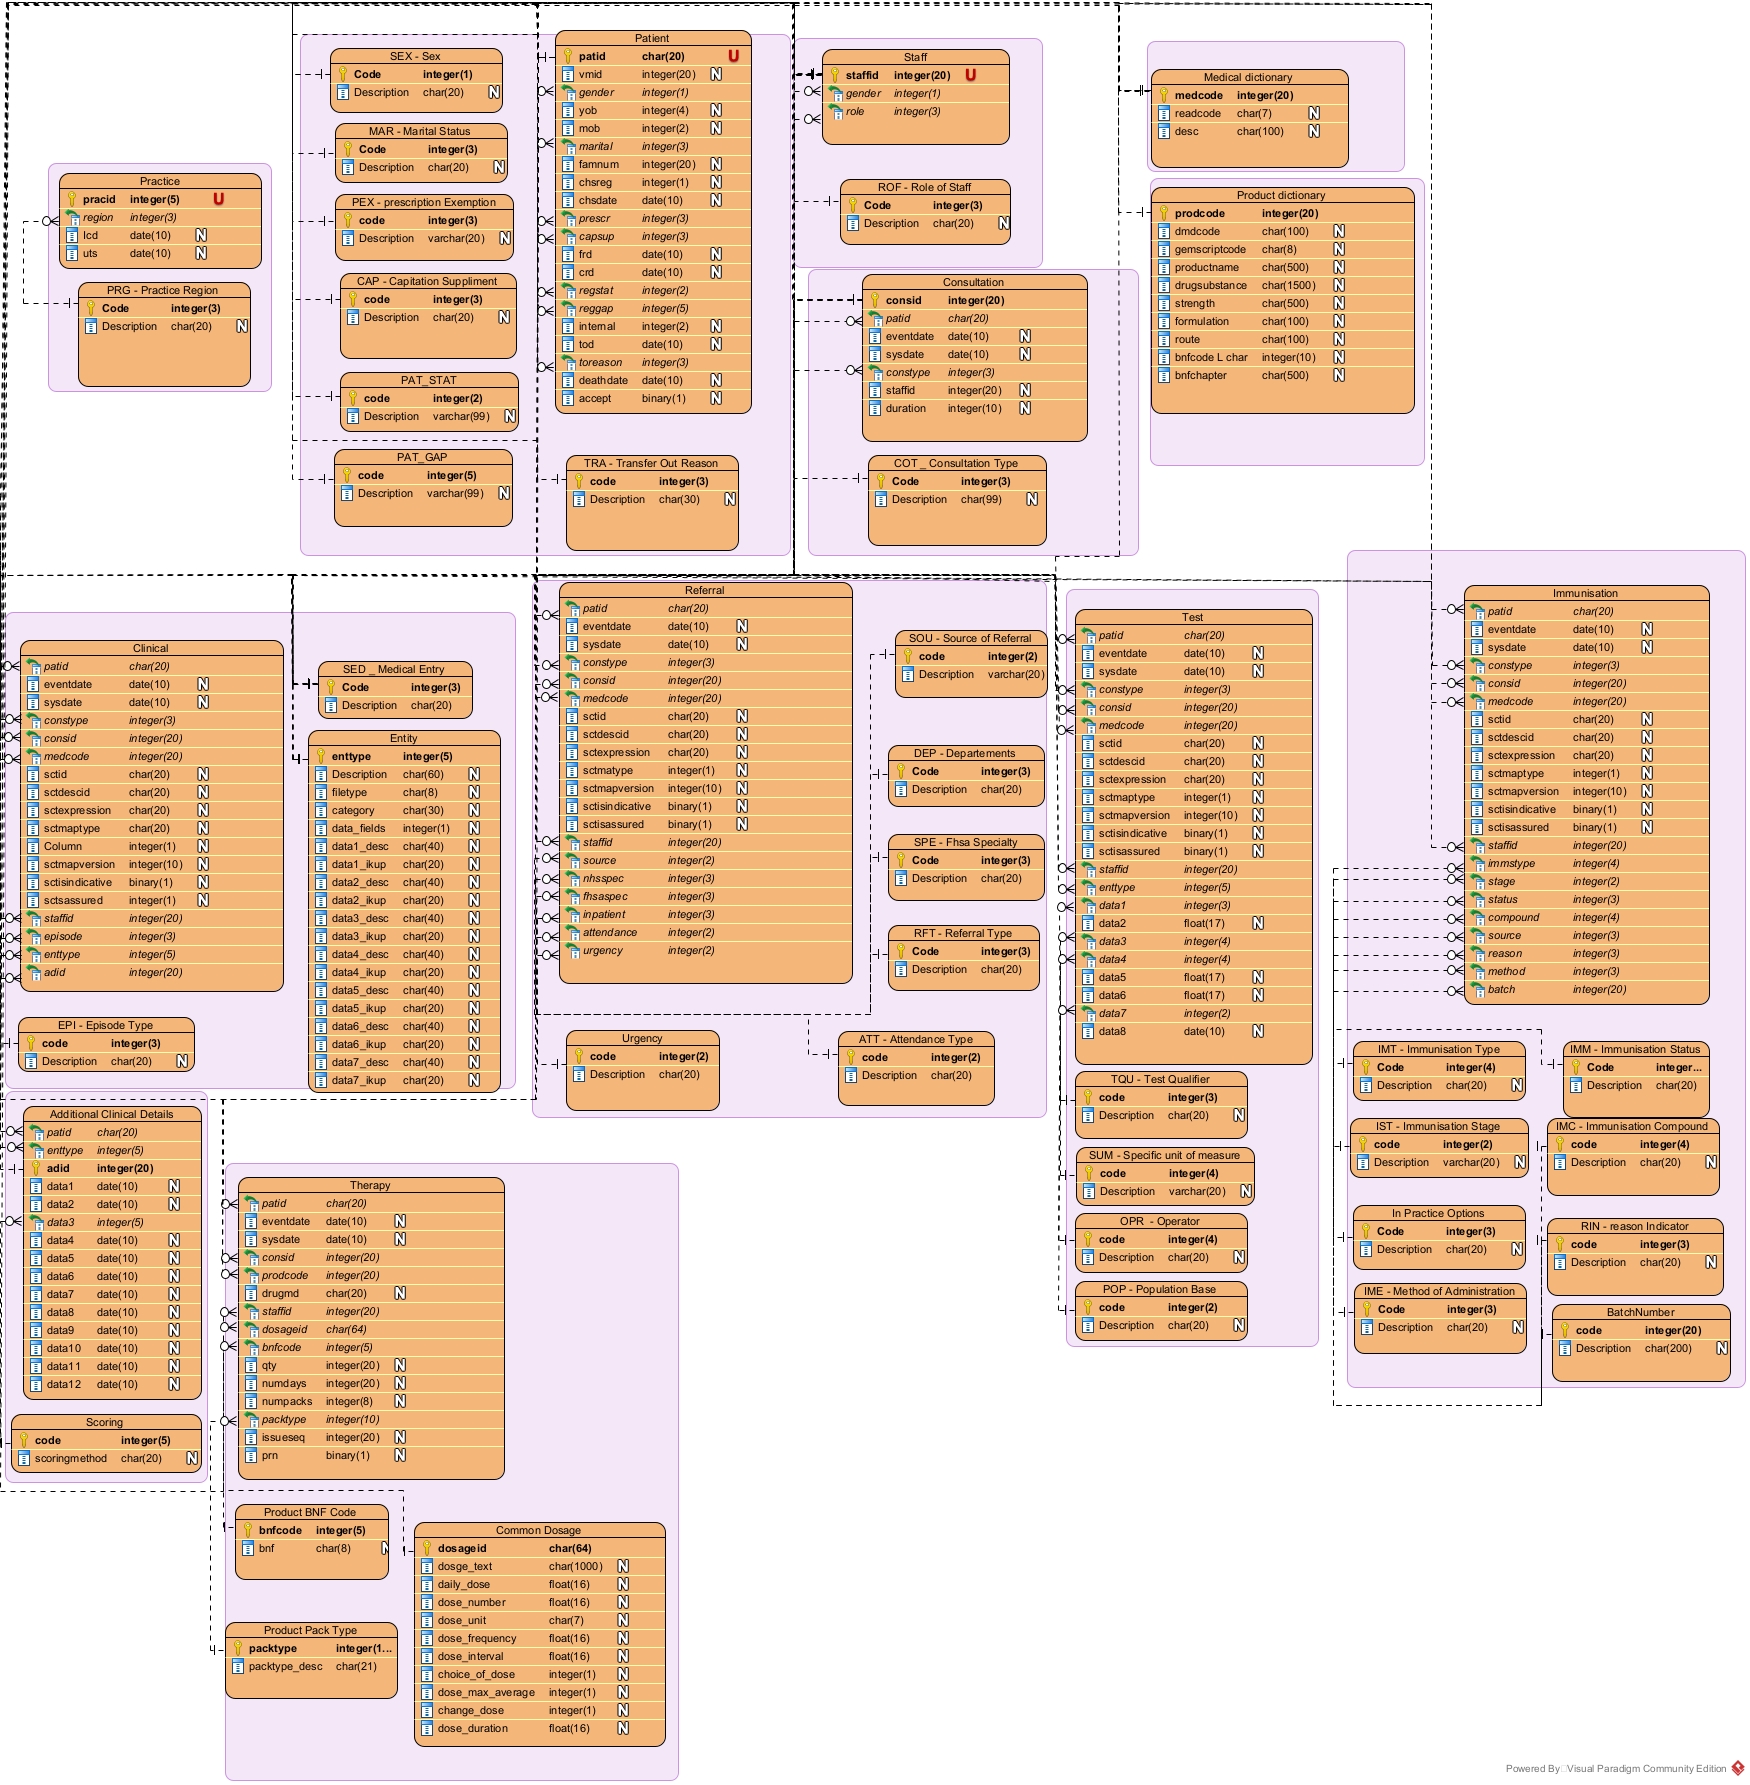 SEX - Sex
Code integer(1)
Description char(20) N
MAR - Marital Status
Code integer(3)
Description char(20) N
PEX - prescription Exemption
code integer(3)
Description varchar(20) N
CAP - Capitation Suppliment
code integer(3)
Description char(20) N
PAT_STAT
code integer(2)
Description varchar(99) N
PAT_GAP
code integer(5)
Description varchar(99) N
Patient
patid char(20) U
vmid integer(20) N
gender integer(1)
yob integer(4) N
mob integer(2) N
marital integer(3)
famnum integer(20) N
chsreg integer(1) N
chsdate date(10) N
prescr integer(3)
capsup integer(3)
frd date(10) N
crd date(10) N
regstat integer(2)
reggap integer(5)
internal integer(2) N
tod date(10) N
toreason integer(3)
deathdate date(10) N
accept binary(1) N
TRA - Transfer Out Reason
code integer(3)
Description char(30) N
Staff
staffid integer(20) U
gender integer(1)
role integer(3)
ROF - Role of Staff
Code integer(3)
Description char(20) N
Consultation
consid integer(20)
patid char(20)
eventdate date(10) N
sysdate date(10) N
constype integer(3)
staffid integer(20) N
duration integer(10) N
COT _ Consultation Type
Code integer(3)
Description char(99) N
Medical dictionary
medcode integer(20)
readcode char(7) N
desc char(100) N
Product dictionary
prodcode integer(20)
dmdcode char(100) N
gemscriptcode char(8) N
productname char(500) N
drugsubstance char(1500) N
strength char(500) N
formulation char(100) N
route char(100) N
bnfcode L char integer(10) N
bnfchapter char(500) N
Practice
pracid integer(5) U
region integer(3)
lcd date(10) N
uts date(10) N
PRG - Practice Region
Code integer(3)
Description char(20) N
Clinical
patid char(20)
eventdate date(10) N
sysdate date(10) N
constype integer(3)
consid integer(20)
medcode integer(20)
sctid char(20) N
sctdescid char(20) N
sctexpression char(20) N
sctmaptype char(20) N
Column integer(1) N
sctmapversion integer(10) N
sctisindicative binary(1) N
sctsassured integer(1) N
staffid integer(20)
episode integer(3)
enttype integer(5)
adid integer(20)
EPI - Episode Type
code integer(3)
Description char(20) N
SED _ Medical Entry
Code integer(3)
Description char(20)
Entity
enttype integer(5)
Description char(60) N
filetype char(8) N
category char(30) N
data_fields integer(1) N
data1_desc char(40) N
data1_lkup char(20) N
data2_desc char(40) N
data2_lkup char(20) N
data3_desc char(40) N
data3_lkup char(20) N
data4_desc char(40) N
data4_lkup char(20) N
data5_desc char(40) N
data5_lkup char(20) N
data6_desc char(40) N
data6_lkup char(20) N
data7_desc char(40) N
data7_lkup char(20) N
Referral
patid char(20)
eventdate date(10) N
sysdate date(10) N
constype integer(3)
consid integer(20)
medcode integer(20)
sctid char(20) N
sctdescid char(20) N
sctexpression char(20) N
sctmatype integer(1) N
sctmapversion integer(10) N
sctisindicative binary(1) N
sctisassured binary(1) N
staffid integer(20)
source integer(2)
nhsspec integer(3)
fhsaspec integer(3)
inpatient integer(3)
attendance integer(2)
urgency integer(2)
SOU - Source of Referral
code integer(2)
Description varchar(20)
DEP - Departements
Code integer(3)
Description char(20)
SPE - Fhsa Specialty
Code integer(3)
Description char(20)
RFT - Referral Type
Code integer(3)
Description char(20)
Urgency
code integer(2)
Description char(20)
ATT - Attendance Type
code integer(2)
Description char(20)
Test
patid char(20)
eventdate date(10) N
sysdate date(10) N
constype integer(3)
consid integer(20)
medcode integer(20)
sctid char(20) N
sctdescid char(20) N
sctexpression char(20) N
sctmaptype integer(1) N
sctmapversion integer(10) N
sctisindicative binary(1) N
sctisassured binary(1) N
staffid integer(20)
enttype integer(5)
data1 integer(3)
data2 float(17) N
data3 integer(4)
data4 integer(4)
data5 float(17) N
data6 float(17) N
data7 integer(2)
data8 date(10) N
TQU - Test Qualifier
code integer(3)
Description char(20) N
SUM - Specific unit of measure
code integer(4)
Description varchar(20) N
OPR - Operator
code integer(4)
Description char(20) N
POP - Population Base
code integer(2)
Description char(20) N
Immunisation
patid char(20)
eventdate date(10) N
sysdate date(10) N
constype integer(3)
consid integer(20)
medcode integer(20)
sctid char(20) N
sctdescid char(20) N
sctexpression char(20) N
sctmaptype integer(1) N
sctmapversion integer(10) N
sctisindicative binary(1) N
sctisassured binary(1) N
staffid integer(20)
immstype integer(4)
stage integer(2)
status integer(3)
compound integer(4)
source integer(3)
reason integer(3)
method integer(3)
batch integer(20)
IMT - Immunisation Type
Code integer(4)
Description char(20) N
IMM - Immunisation Status
Code integer...
Description char(20)
IST - Immunisation Stage
code integer(2)
Description varchar(20) N
IMC - Immunisation Compound
code integer(4)
Description char(20) N
In Practice Options
Code integer(3)
Description char(20) N
RIN - reason Indicator
code integer(3)
Description char(20) N
IME - Method of Administration
Code integer(3)
Description char(20) N
BatchNumber
code integer(20)
Description char(200) N
Additional Clinical Details
patid char(20)
enttype integer(5)
adid integer(20)
data1 date(10) N
data2 date(10) N
data3 integer(5)
data4 date(10) N
data5 date(10) N
data6 date(10) N
data7 date(10) N
data8 date(10) N
data9 date(10) N
data10 date(10) N
data11 date(10) N
data12 date(10) N
Scoring
code integer(5)
scoringmethod char(20) N
Therapy
patid char(20)
eventdate date(10) N
sysdate date(10) N
consid integer(20)
prodcode integer(20)
drugmd char(20) N
staffid integer(20)
dosageid char(64)
bnfcode integer(5)
qty integer(20) N
numdays integer(20) N
numpacks integer(8) N
packtype integer(10)
issueseq integer(20) N
prn binary(1) N
Product BNF Code
bnfcode integer(5)
bnf char(8) N
Product Pack Type
packtype integer(1...
packtype_desc char(21)
Common Dosage
dosageid char(64)
dosge_text char(1000) N
daily_dose float(16) N
dose_number float(16) N
dose_unit char(7) N
dose_frequency float(16) N
dose_interval float(16) N
choice_of_dose integer(1) N
dose_max_average integer(1) N
change_dose integer(1) N
dose_duration float(16) N
Powered By Visual Paradigm Community Edition